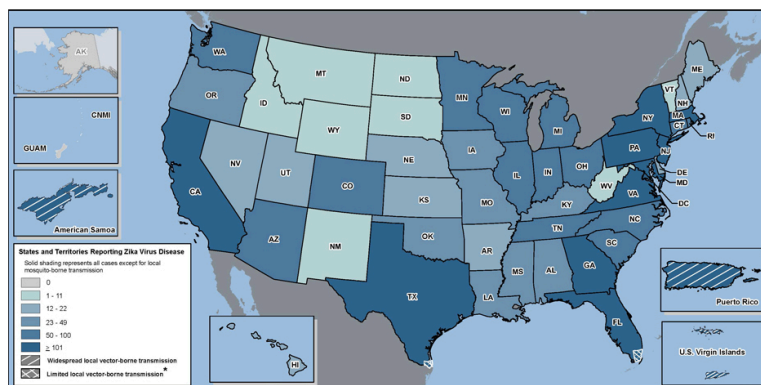 AK
CNMI
GUAM
American Samoa
States and Territories Reporting Zika Virus Disease
Solid shading represents all cases except for local
mosquito-borne transmission
0
1 - 11
12 - 22
23 - 49
50 - 100
≥ 101
Widespread local vector-borne transmission
Limited local vector-borne transmission*
WA
MT
ND
MN
ME
VT
NH
OR
ID
SD
WI
MI
NY
MA
CT
RI
WY
IA
PA
NJ
NV
UT
NE
IL
IN
OH
DE
MD
DC
CA
CO
KS
MO
KY
WV
VA
AZ
NM
OK
AR
TN
NC
SC
TX
LA
MS
AL
GA
FL
HI
Puerto Rico
U.S. Virgin Islands